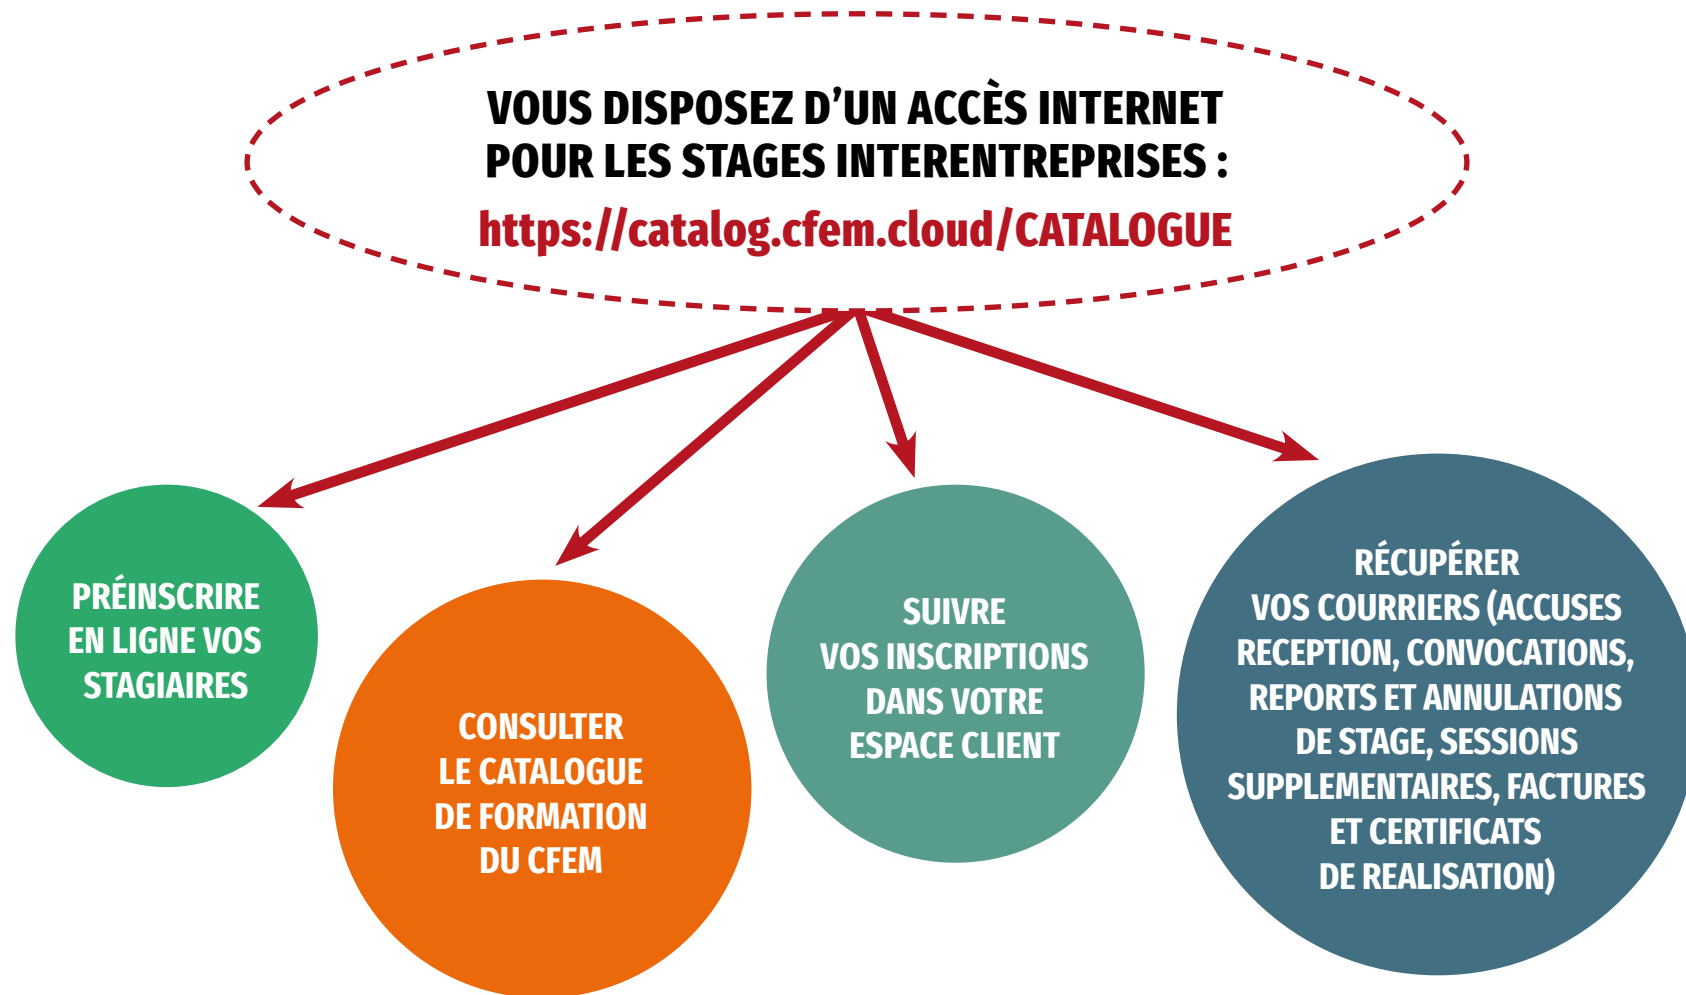 VOUS DISPOSEZ D’UN ACCÈS INTERNET
POUR LES STAGES INTERENTREPRISES :
https://catalog.cfem.cloud/CATALOGUE
PRÉINSCRIRE
EN LIGNE VOS
STAGIAIRES
CONSULTER
LE CATALOGUE
DE FORMATION
DU CFEM
SUIVRE
VOS INSCRIPTIONS
DANS VOTRE
ESPACE CLIENT
RÉCUPÉRER
VOS COURRIERS (ACCUSES
RECEPTION, CONVOCATIONS,
REPORTS ET ANNULATIONS
DE STAGE, SESSIONS
SUPPLEMENTAIRES, FACTURES
ET CERTIFICATS
DE REALISATION)